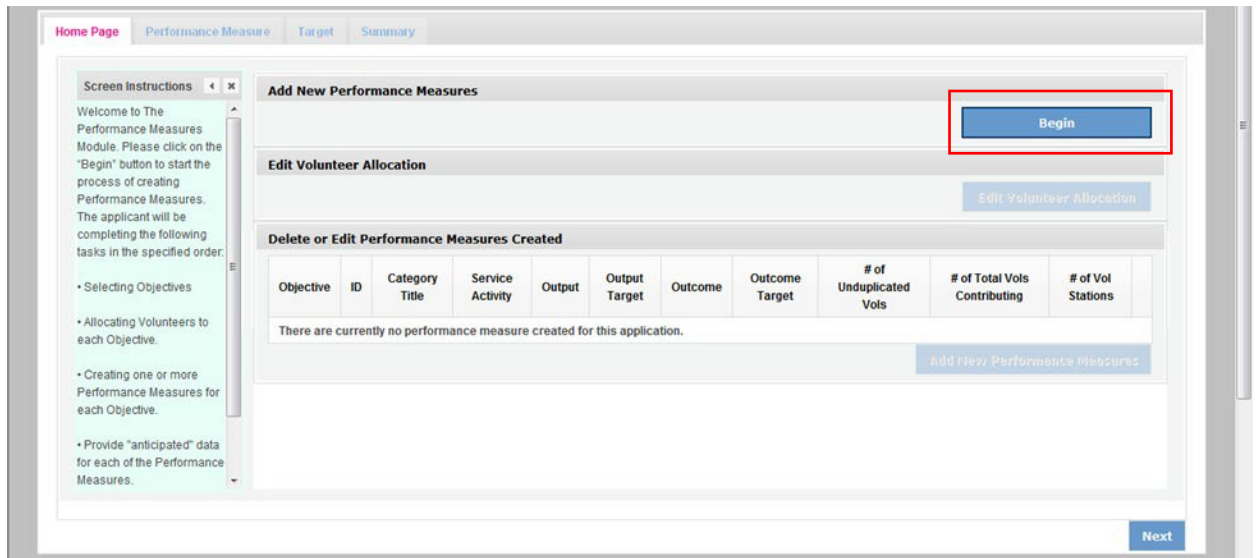 Home Page Performance Measure Target Summary
Screen Instructions
Welcome to The
Performance Measures
Module. Please click on the
"Begin" button to start the
process of creating
Performance Measures.
The applicant will be
completing the following
tasks in the specified order:
• Selecting Objectives
• Allocating Volunteers to
each Objective.
• Creating one or more
Performance Measures for
each Objective.
• Provide "anticipated" data
for each of the Performance
Measures.
Add New Performance Measures
Begin
Edit Volunteer Allocation
Edit Volunteer Allocation
Delete or Edit Performance Measures Created
Objective ID Category Title Service Activity Output Output Target Outcome Outcome Target # of Unduplicated Vols # of Total Vols Contributing # of Vol Stations
There are currently no performance measure created for this application.
Add New Performance Measures
Next